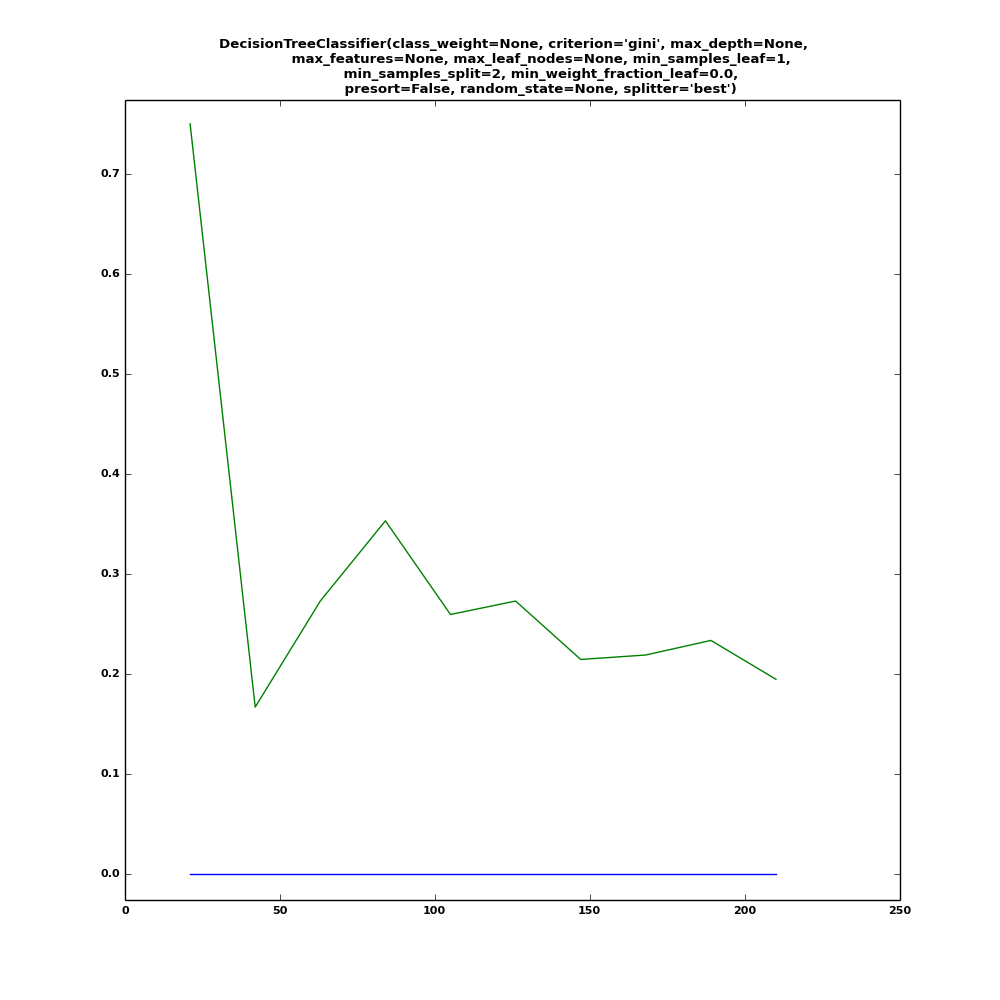 DecisionTreeClassifier(class_weight=None, criterion='gini', max_depth=None,
max_features=None, max_leaf_nodes=None, min_samples_leaf=1,
min_samples_split=2, min_weight_fraction_leaf=0.0,
presort=False, random_state=None, splitter='best')
0.7
0.6
0.5
0.4
0.3
0.2
0.1
0.0
0 50 100 150 200 250